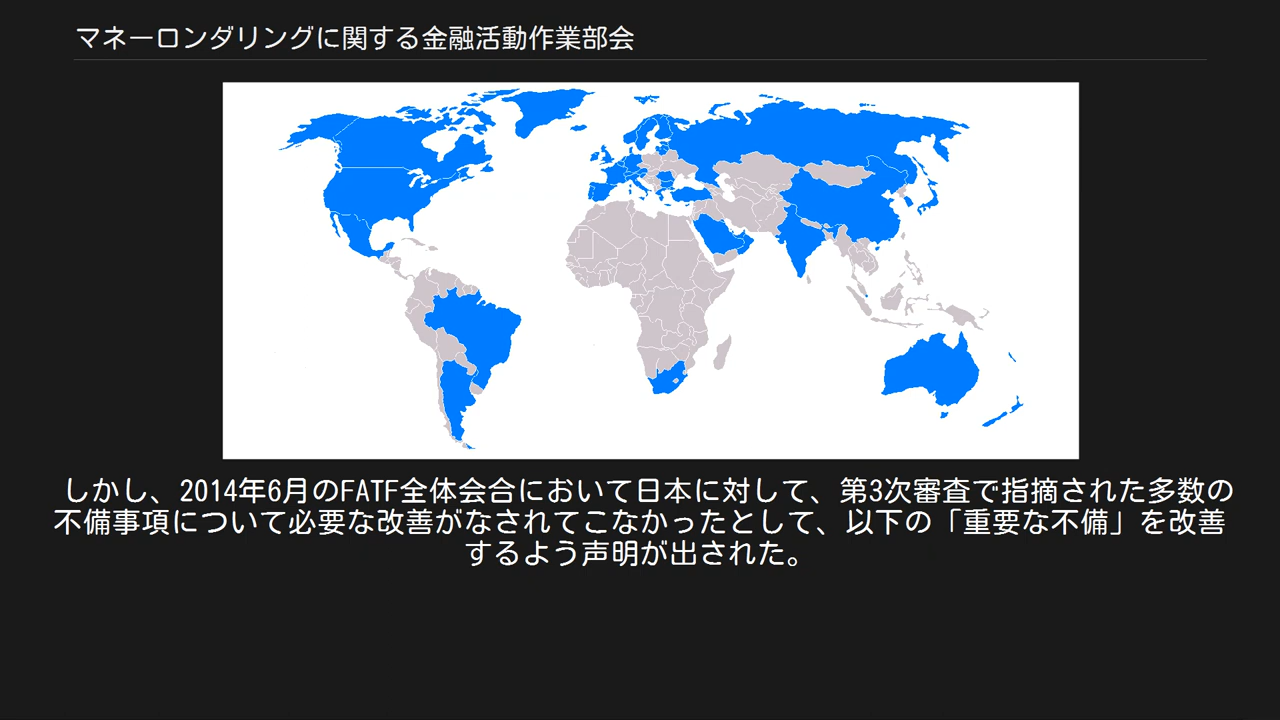 マネーロンダリングに関する金融活動作業部会
しかし、2014年6月のFATF全体会合において日本に対して、第3次審査で指摘された多数の
不備事項について必要な改善がなされてこなかったとして、以下の「重要な不備」を改善
するよう声明が出された。